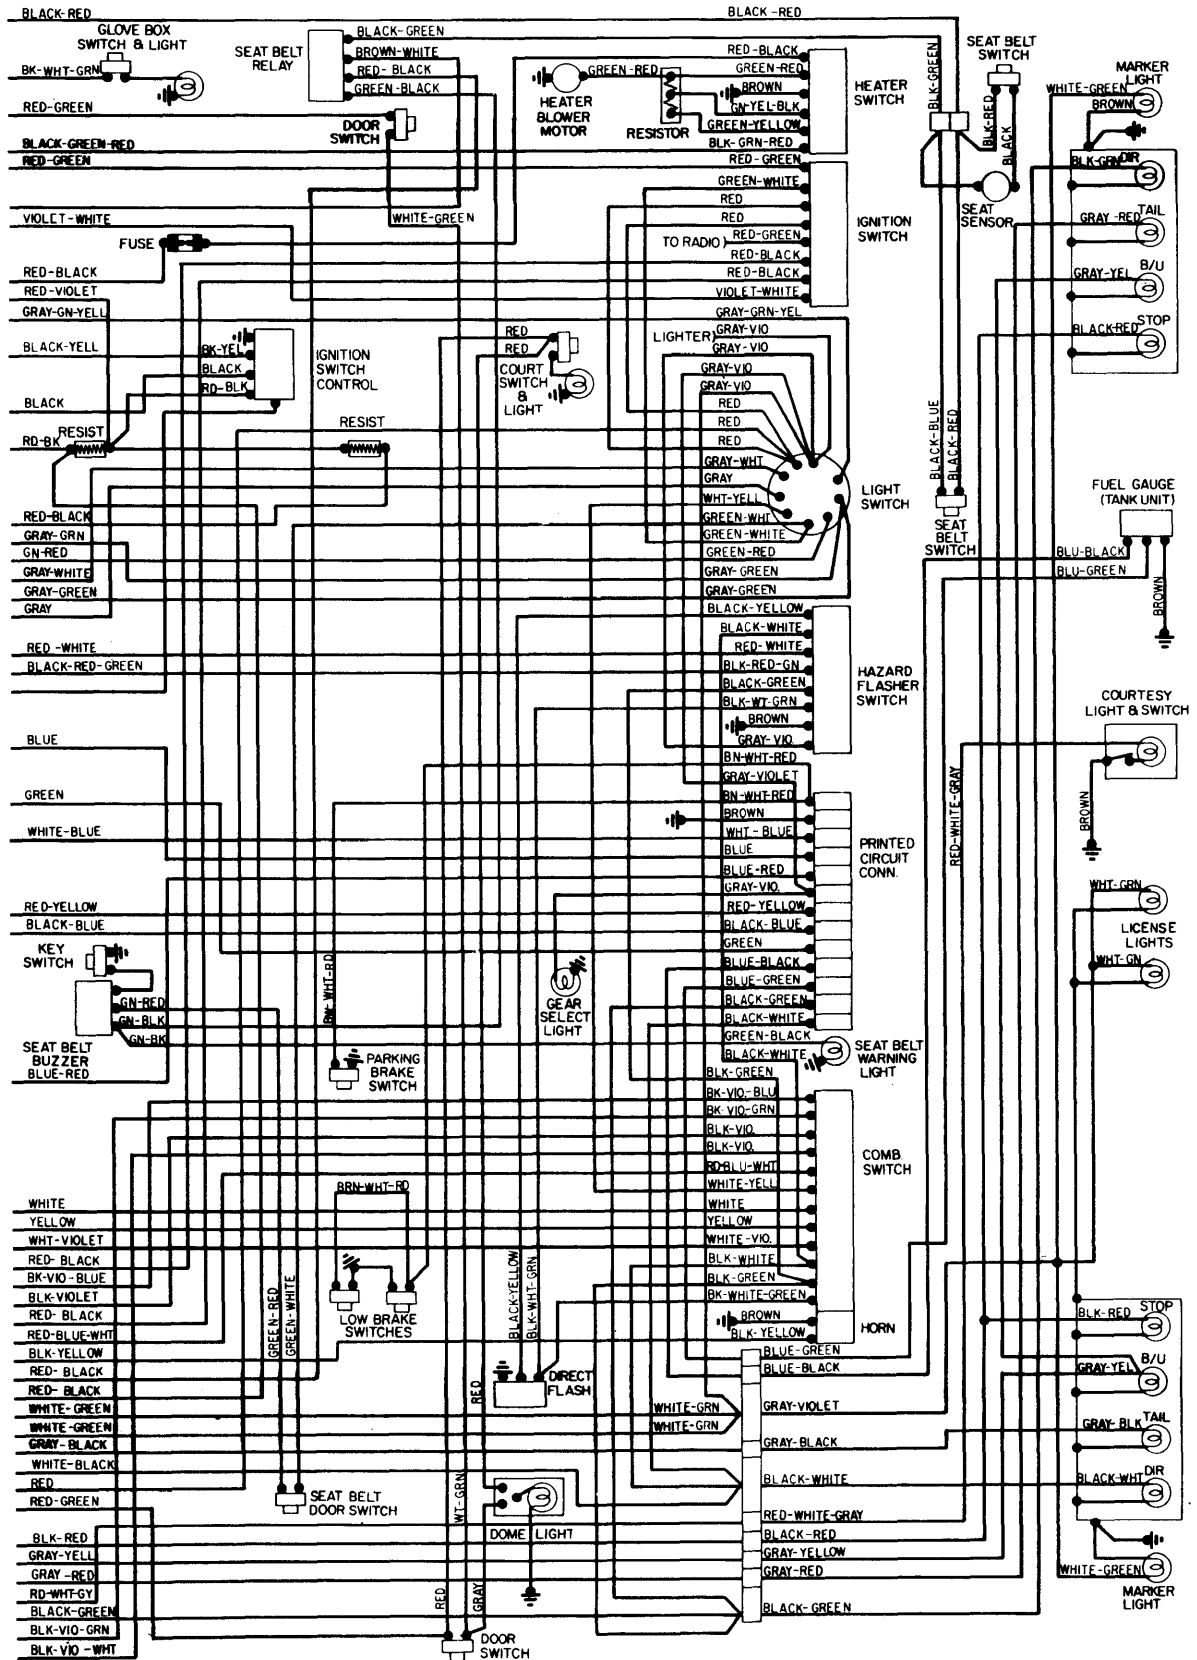 BLACK-RED
BLACK-RED
GLOVE BOX
SWITCH & LIGHT
BK-WHT-GRN
SEAT BELT
RELAY
BLACK-GREEN
BROWN-WHITE
RED-BLACK
GREEN-BLACK
RED-GREEN
DOOR
SWITCH
BLACK-GREEN-RED
RED-GREEN
GREEN-RED
HEATER
BLOWER
MOTOR
RESISTOR
RED-BLACK
GREEN-RED
BROWN
GN-YEL-BLK
GREEN-YELLOW
BLK-GRN-RED
HEATER
SWITCH
BLK-GREEN
SEAT BELT
SWITCH
BLK-RED
BLACK
SEAT
SENSOR
MARKER
LIGHT
WHITE-GREEN
BROWN
BLK-GRN
DIR
GRAY-RED
TAIL
GRAY-YEL
B/U
BLACK-RED
STOP
RED-GREEN
GREEN-WHITE
RED
RED
TO RADIO
RED-GREEN
RED-BLACK
RED-BLACK
VIOLET-WHITE
IGNITION
SWITCH
VIOLET-WHITE
WHITE-GREEN
FUSE
RED-BLACK
RED-VIOLET
GRAY-GN-YELL
BLACK-YELL
BK-YEL
BLACK
RD-BLK
IGNITION
SWITCH
CONTROL
BLACK
RD-BK
RESIST
RESIST
RED
RED
COURT
SWITCH
&
LIGHT
GRAY-GRN-YEL
LIGHTER
GRAY-VIO
GRAY-VIO
GRAY-VIO
GRAY-VIO
RED
RED
RED
GRAY-WHT
GRAY
WHT-YELL
GREEN-WHT
GREEN-WHITE
GREEN-RED
GRAY-GREEN
GRAY-GREEN
LIGHT
SWITCH
BLACK-BLUE
BLACK-RED
SEAT
BELT
SWITCH
FUEL GAUGE
(TANK UNIT)
BLU-BLACK
BLU-GREEN
BROWN
RED-BLACK
GRAY-GRN
GN-RED
GRAY-WHITE
GRAY-GREEN
GRAY
RED-WHITE
BLACK-RED-GREEN
BLACK-YELLOW
BLACK-WHITE
RED-WHITE
BLK-RED-GN
BLACK-GREEN
BLK-WT-GRN
BROWN
GRAY-VIO
HAZARD
FLASHER
SWITCH
COURTESY
LIGHT & SWITCH
BROWN
RED-WHITE-GRAY
BLUE
GREEN
WHITE-BLUE
BN-WHT-RED
GRAY-VIOLET
BN-WHT-RED
BROWN
WHT-BLUE
BLUE
BLUE-RED
GRAY-VIO.
RED-YELLOW
BLACK-BLUE
GREEN
BLUE-BLACK
BLUE-GREEN
BLACK-GREEN
BLACK-WHITE
PRINTED
CIRCUIT
CONN.
WHT-GRN
LICENSE
LIGHTS
WHT-GN
RED-YELLOW
BLACK-BLUE
KEY
SWITCH
GN-RED
GN-BLK
GN-BK
SEAT BELT
BUZZER
BLUE-RED
BN-WHT-RD
PARKING
BRAKE
SWITCH
GEAR
SELECT
LIGHT
GREEN-BLACK
BLACK-WHITE
SEAT BELT
WARNING
LIGHT
BLK-GREEN
BK-VIO-BLU
BK-VIO-GRN
BLK-VIO.
BLK-VIO.
RD-BLU-WHT
WHITE-YELL
WHITE
YELLOW
WHITE-VIO.
BLK-WHITE
BLK-GREEN
BK-WHITE-GREEN
BROWN
BLK-YELLOW
COMB.
SWITCH
HORN
WHITE
YELLOW
WHT-VIOLET
RED-BLACK
BK-VIO-BLUE
BLK-VIOLET
RED-BLACK
RED-BLUE-WHT
BLK-YELLOW
RED-BLACK
RED-BLACK
WHITE-GREEN
WHITE-GREEN
GRAY-BLACK
WHITE-BLACK
RED
RED-GREEN
GREEN-RED
GREEN-WHITE
BRN-WHT-RD
LOW BRAKE
SWITCHES
BLACK-YELLOW
BLK-WHT-GRN
DIRECT
FLASH
RED
SEAT BELT
DOOR SWITCH
WT-GRN
DOME LIGHT
RED
GRAY
DOOR
SWITCH
WHITE-GRN
WHITE-GRN
BLUE-GREEN
BLUE-BLACK
GRAY-VIOLET
GRAY-BLACK
BLACK-WHITE
RED-WHITE-GRAY
BLACK-RED
GRAY-YELLOW
GRAY-RED
BLACK-GREEN
BLK-RED
STOP
GRAY-YEL
B/U
GRAY-BLK
TAIL
BLACK-WHT
DIR
WHITE-GREEN
MARKER
LIGHT
BLK-RED
GRAY-YELL
GRAY-RED
RD-WHT-GY
BLACK-GREEN
BLK-VIO-GRN
BLK-VIO-WHT